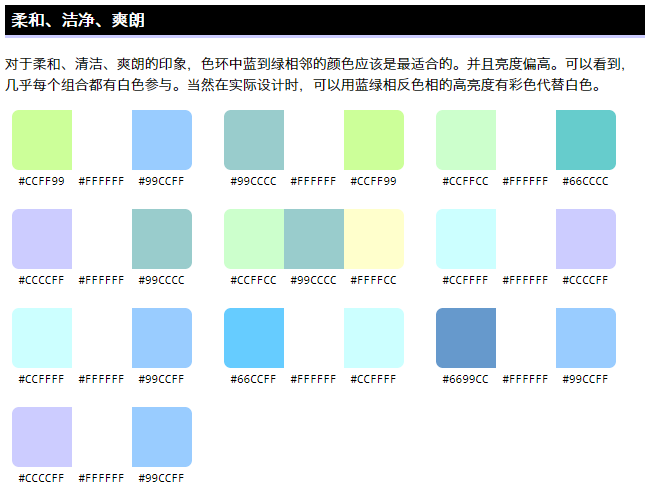 柔和、洁净、爽朗
对于柔和、清洁、爽朗的印象，色环中蓝到绿相邻的颜色应该是最适合的。并且亮度偏高。可以看到，
几乎每个组合都有白色参与。当然在实际设计时，可以用蓝绿相反色相的高亮度有彩色代替白色。
#CCFF99 #FFFFFF #99CCFF #99CCCC #FFFFFF #CCFF99 #CCFFCC #FFFFFF #66CCCC
#CCCCFF #FFFFFF #99CCCC #CCFFCC #99CCCC #FFFFCC #CCFFFF #FFFFFF #CCCCFF
#CCFFFF #FFFFFF #99CCFF #66CCFF #FFFFFF #CCFFFF #6699CC #FFFFFF #99CCFF
#CCCCFF #FFFFFF #99CCFF